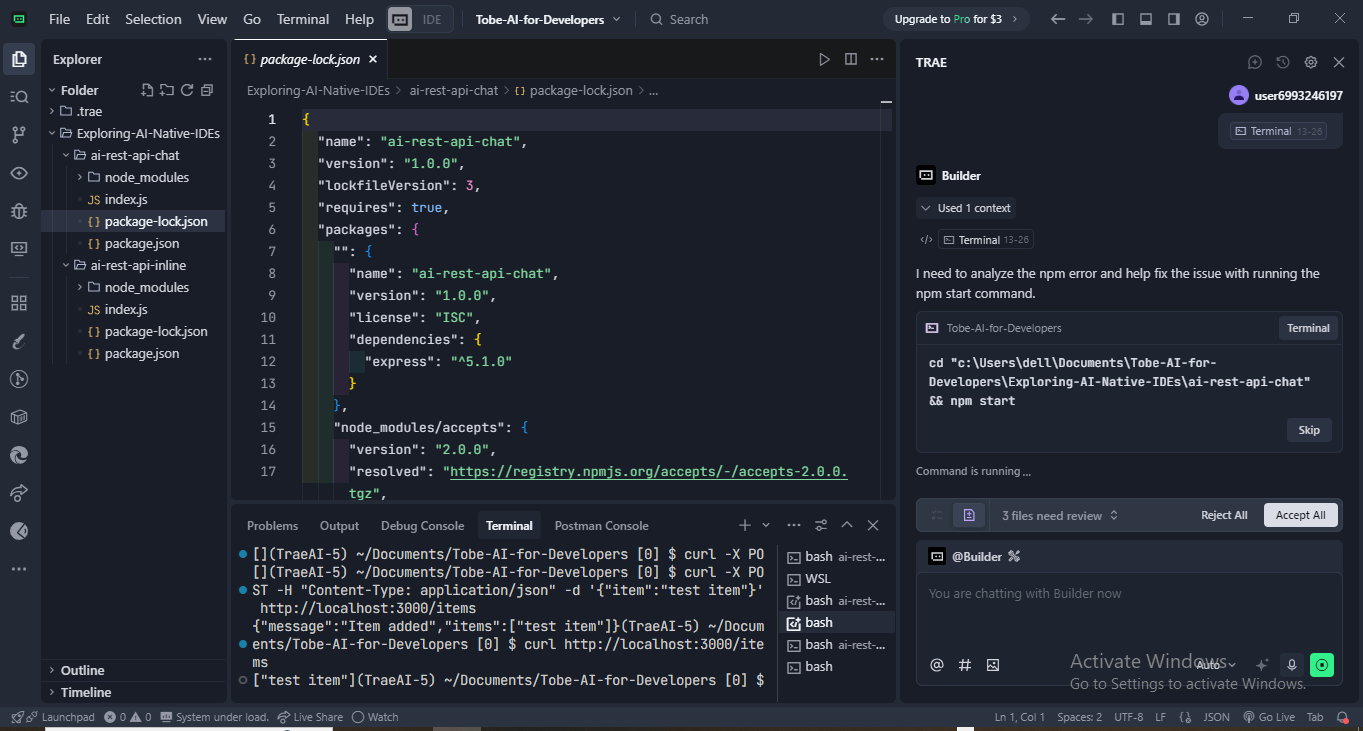 File Edit Selection View Go Terminal Help IDE Tobe-AI-for-Developers Search Upgrade to Pro for $3
Explorer
Folder
.trae
Exploring-AI-Native-IDEs
ai-rest-api-chat
node_modules
JS index.js
{} package-lock.json
{} package.json
ai-rest-api-inline
node_modules
JS index.js
{} package-lock.json
{} package.json
Outline
Timeline
{} package-lock.json
Exploring-AI-Native-IDEs > ai-rest-api-chat > {} package-lock.json > ...
1 {
2 "name": "ai-rest-api-chat",
3 "version": "1.0.0",
4 "lockfileVersion": 3,
5 "requires": true,
6 "packages": {
7 "": {
8 "name": "ai-rest-api-chat",
9 "version": "1.0.0",
10 "license": "ISC",
11 "dependencies": {
12 "express": "^5.1.0"
13 }
14 },
15 "node_modules/accepts": {
16 "version": "2.0.0",
17 "resolved": "https://registry.npmjs.org/accepts/-/accepts-2.0.0.
tgz",
Problems Output Debug Console Terminal Postman Console
[](TraeAI-5) ~/Documents/Tobe-AI-for-Developers [0] $ curl -X PO
[](TraeAI-5) ~/Documents/Tobe-AI-for-Developers [0] $ curl -X PO
ST -H "Content-Type: application/json" -d '{"item":"test item"}'
http://localhost:3000/items
{"message":"Item added","items":["test item"]}(TraeAI-5) ~/Docum
ents/Tobe-AI-for-Developers [0] $ curl http://localhost:3000/ite
ms
["test item"](TraeAI-5) ~/Documents/Tobe-AI-for-Developers [0] $
bash ai-rest-...
WSL
bash ai-rest-...
bash
bash ai-rest-...
bash
TRAE
user6993246197
Terminal 13-26
Builder
Used 1 context
Terminal 13-26
I need to analyze the npm error and help fix the issue with running the
npm start command.
Tobe-AI-for-Developers Terminal
cd "c:\Users\dell\Documents\Tobe-AI-for-
Developers\Exploring-AI-Native-IDEs\ai-rest-api-chat"
&& npm start
Skip
Command is running ...
3 files need review Reject All Accept All
@Builder
You are chatting with Builder now
@ # Auto
Activate Windows
Go to Settings to activate Windows.
Launchpad 0 0 System under load. Live Share Watch Ln 1, Col 1 Spaces: 2 UTF-8 LF {} JSON Go Live Tab